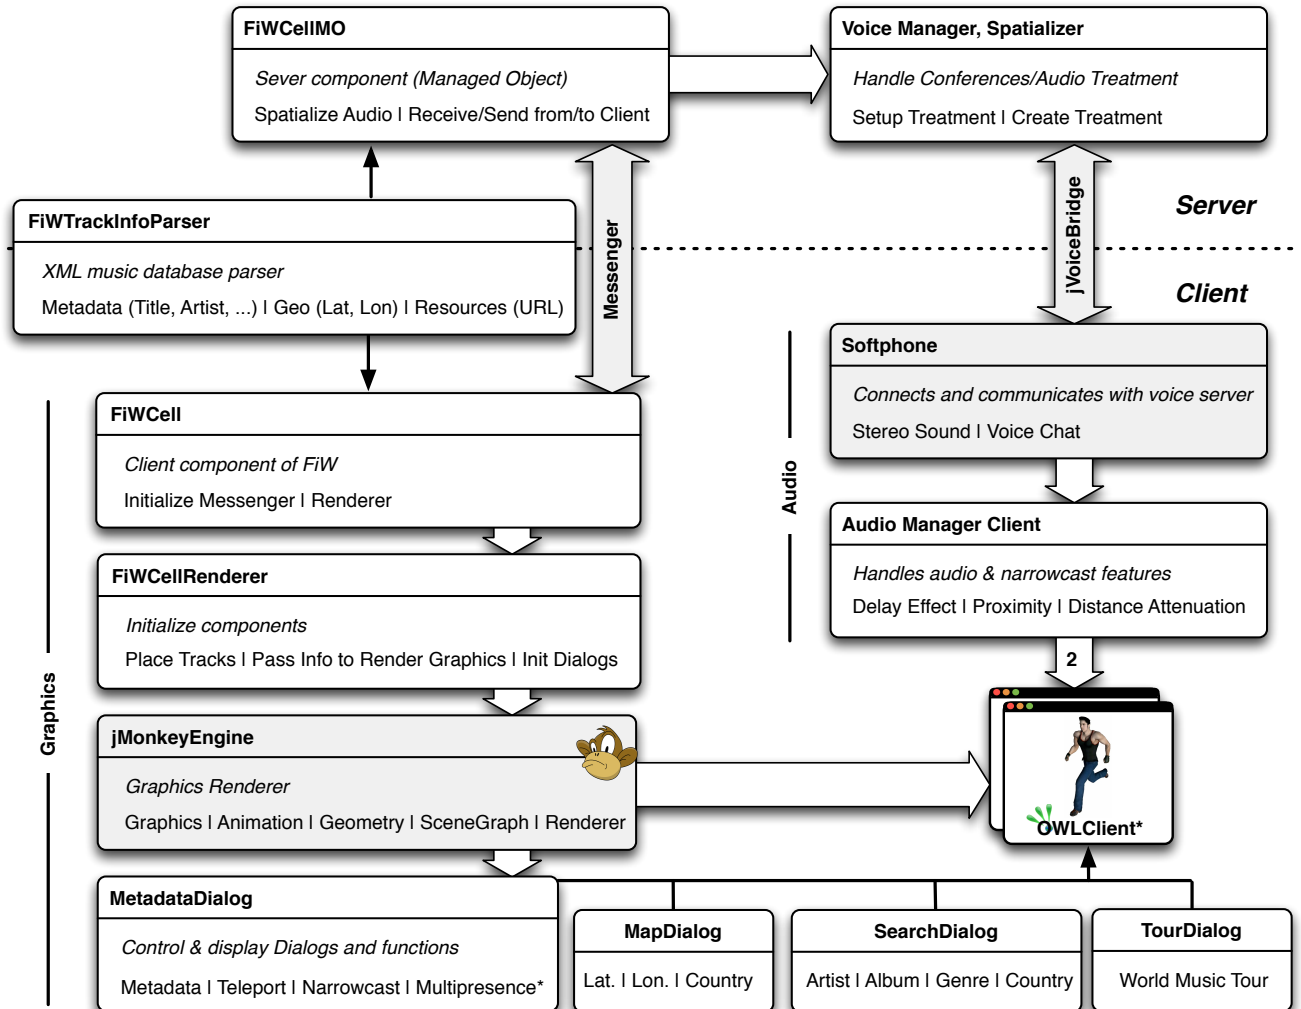 FiWCellMO
Sever component (Managed Object)
Spatialize Audio | Receive/Send from/to Client
Voice Manager, Spatializer
Handle Conferences/Audio Treatment
Setup Treatment | Create Treatment
FiWTrackInfoParser
XML music database parser
Metadata (Title, Artist, ...) | Geo (Lat, Lon) | Resources (URL)
Messenger
jVoiceBridge
Server
Client
Softphone
Connects and communicates with voice server
Stereo Sound | Voice Chat
Audio
FiWCell
Client component of FiW
Initialize Messenger | Renderer
Audio Manager Client
Handles audio & narrowcast features
Delay Effect | Proximity | Distance Attenuation
2
FiWCellRenderer
Initialize components
Place Tracks | Pass Info to Render Graphics | Init Dialogs
Graphics
jMonkeyEngine
Graphics Renderer
Graphics | Animation | Geometry | SceneGraph | Renderer
OWLClient*
MetadataDialog
Control & display Dialogs and functions
Metadata | Teleport | Narrowcast | Multipresence*
MapDialog
Lat. | Lon. | Country
SearchDialog
Artist | Album | Genre | Country
TourDialog
World Music Tour